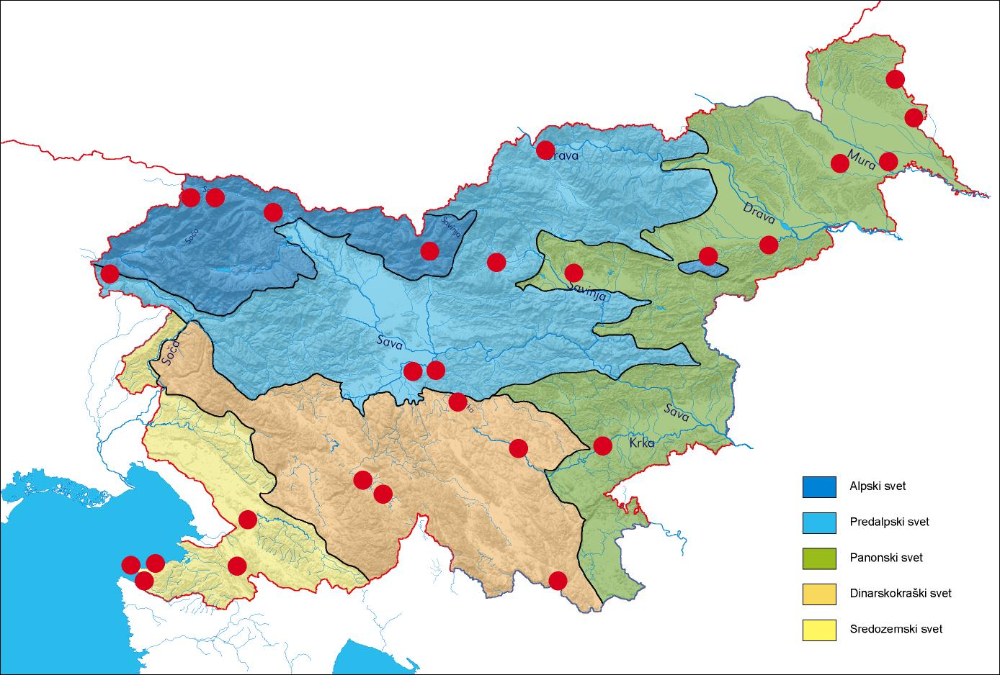 Drava
Mura
Drava
Savinja
Soča
Savinja
Sava
Soča
Sava
Krka
Alpski svet
Predalpski svet
Panonski svet
Dinarskokraški svet
Sredozemski svet